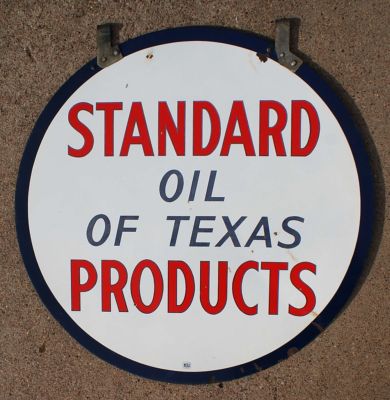 STANDARD
OIL
OF TEXAS
PRODUCTS